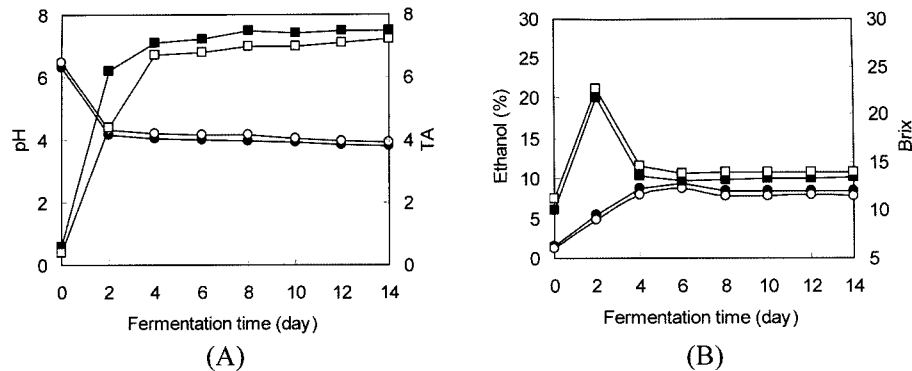 8 8
6 6
pH 4 4 TA
2 2
0 0
0 2 4 6 8 10 12 14
Fermentation time (day)
(A)
30 30
25 25
20 20
Ethanol (%) Brix
15 15
10 10
5
0 5
0 2 4 6 8 10 12 14
Fermentation time (day)
(B)